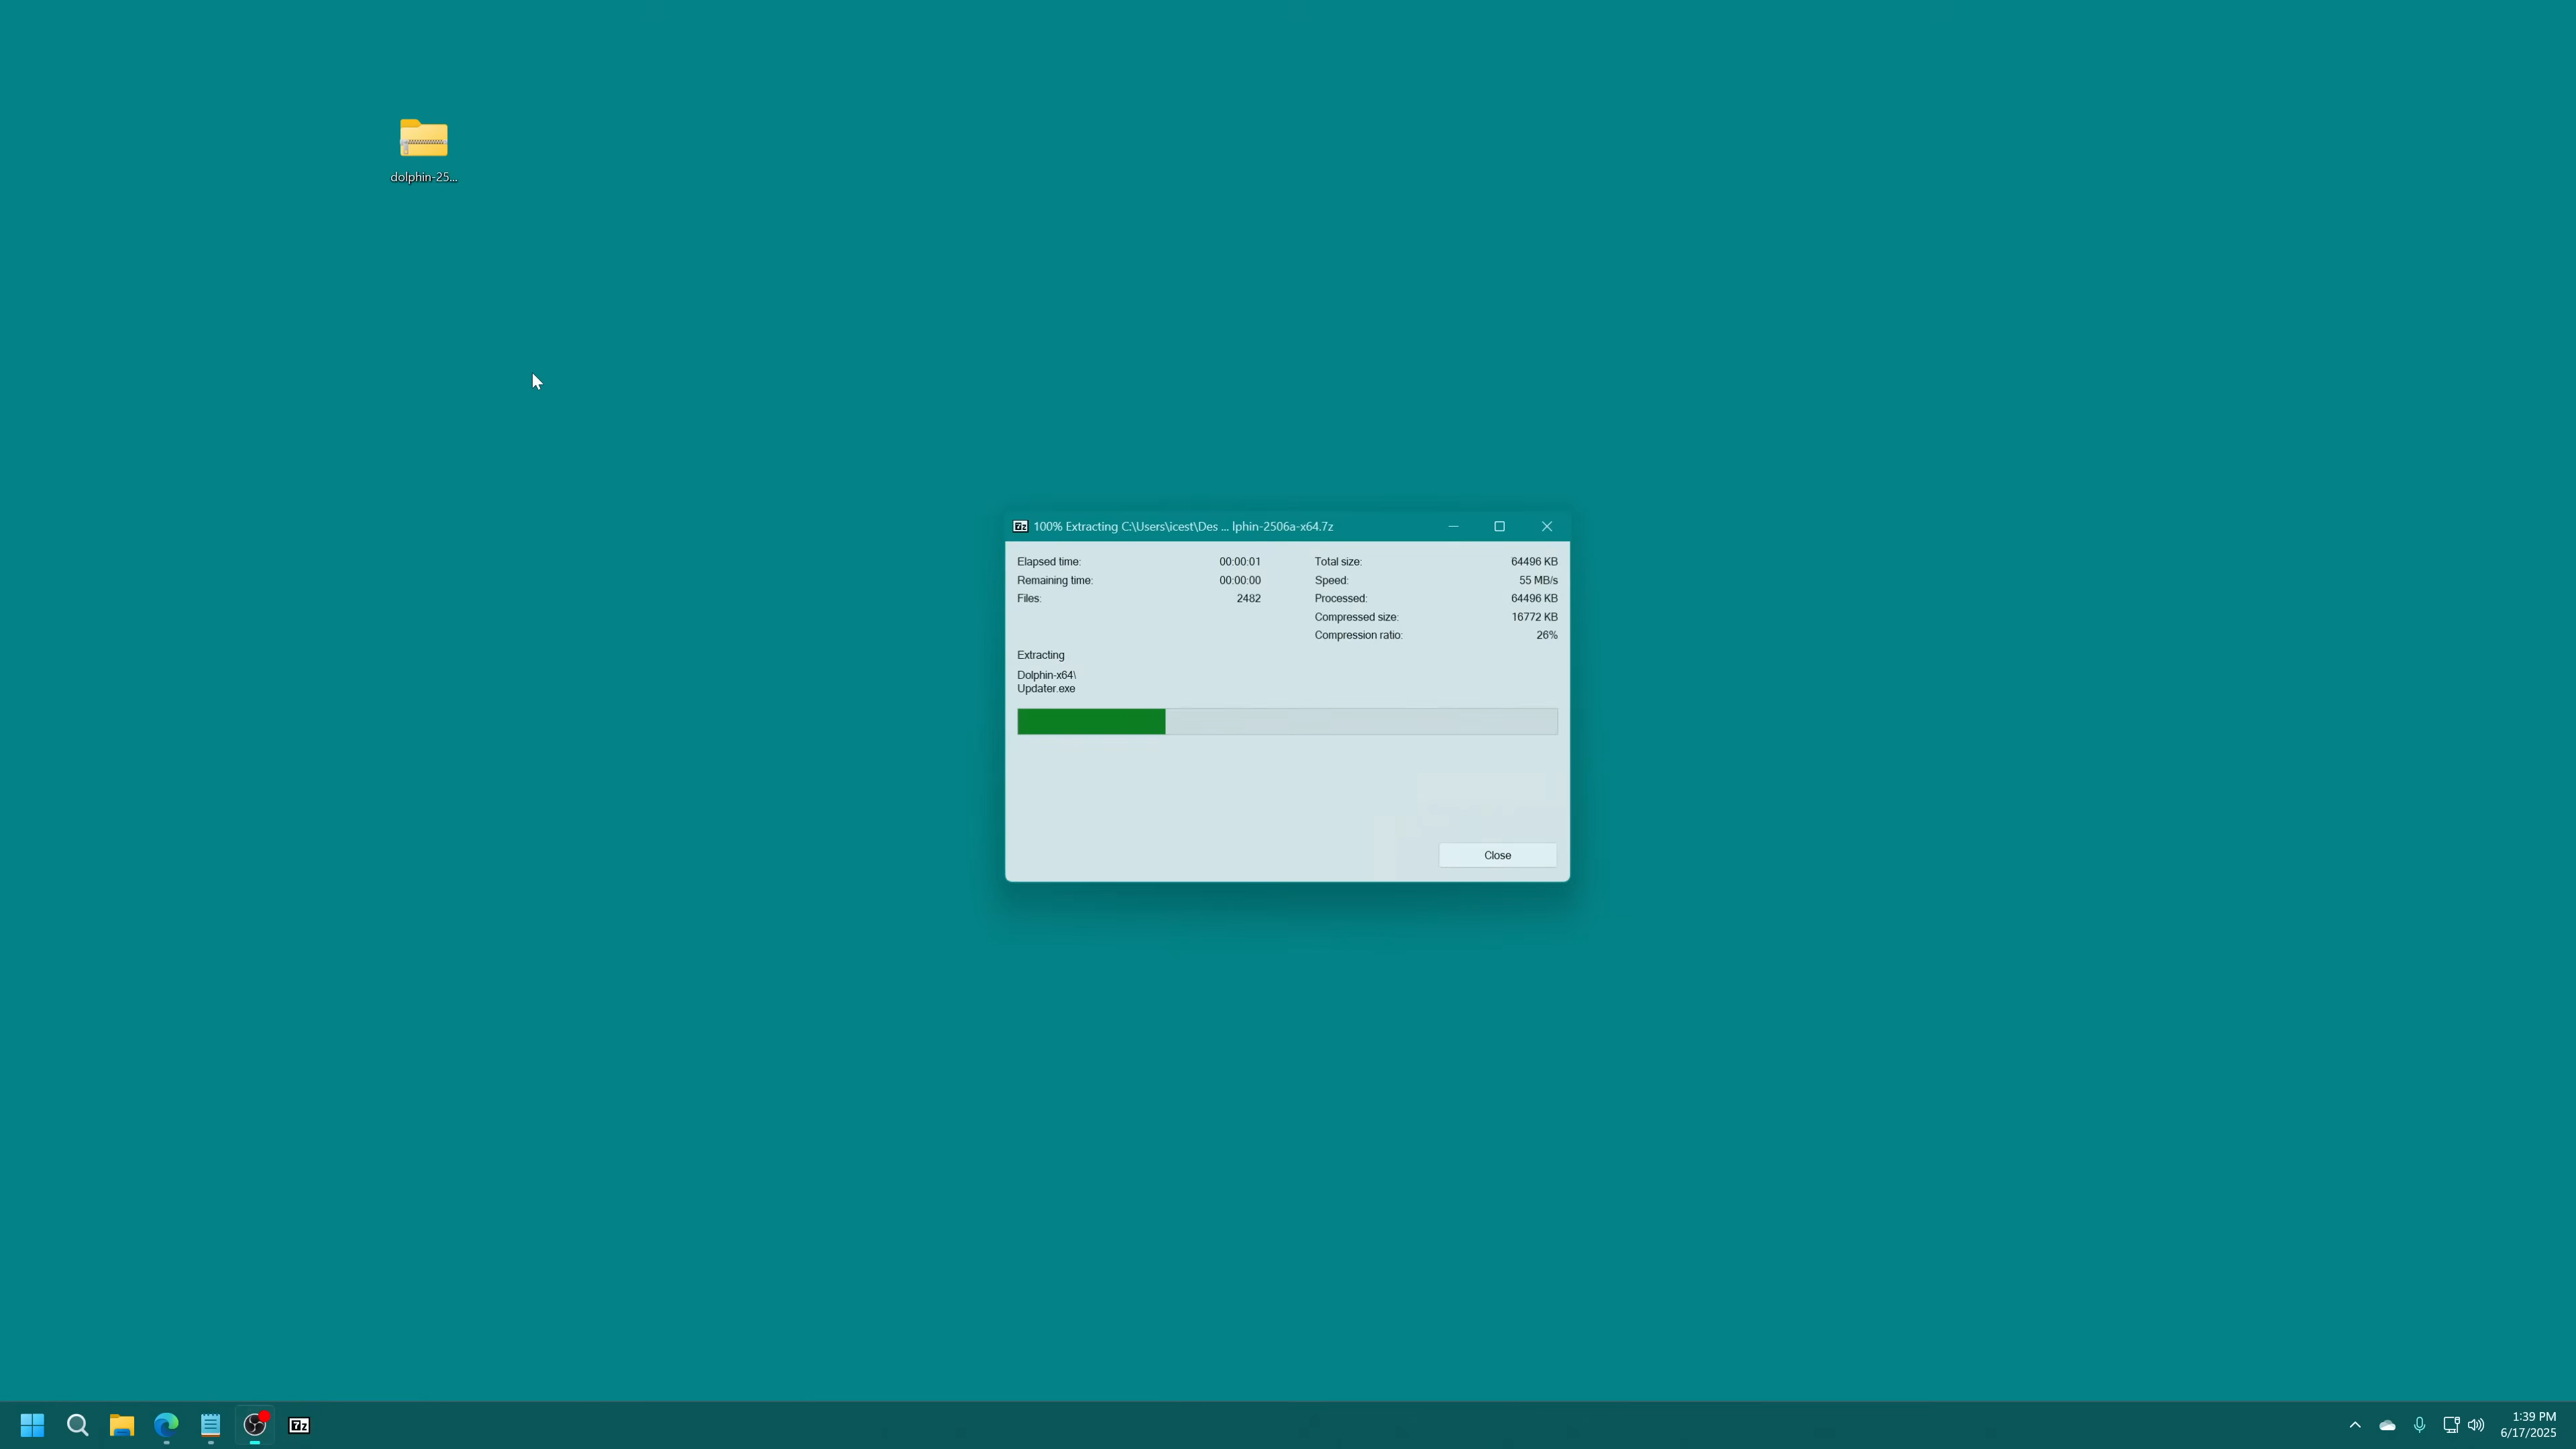 dolphin-25...
7z 100% Extracting C:\Users\icest\Des ... lphin-2506a-x64.7z
Elapsed time: 00:00:01 Total size: 64496 KB
Remaining time: 00:00:00 Speed: 55 MB/s
Files: 2482 Processed: 64496 KB
Compressed size: 16772 KB
Compression ratio: 26%
Extracting
Dolphin-x64\
Updater.exe
Close
7z
1:39 PM
6/17/2025